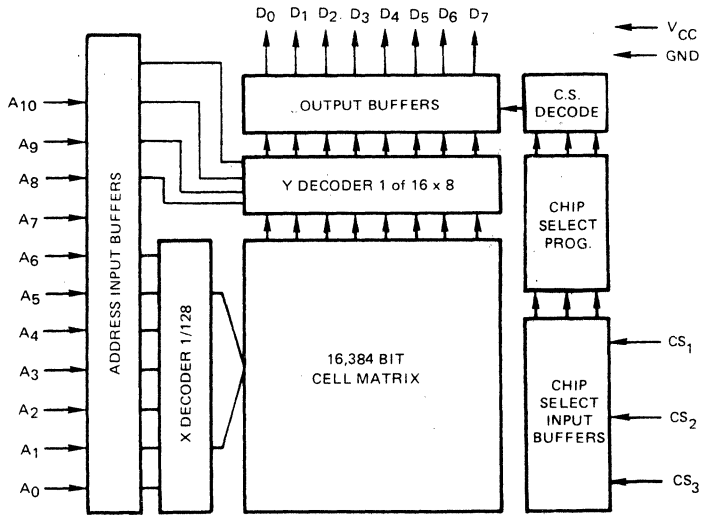 D0 D1 D2 D3 D4 D5 D6 D7
VCC
GND
OUTPUT BUFFERS
C.S.
DECODE
A10
A9
A8
A7
A6
A5
A4
A3
A2
A1
A0
ADDRESS INPUT BUFFERS
Y DECODER 1 of 16 x 8
CHIP
SELECT
PROG.
X DECODER 1/128
16,384 BIT
CELL MATRIX
CHIP
SELECT
INPUT
BUFFERS
CS1
CS2
CS3